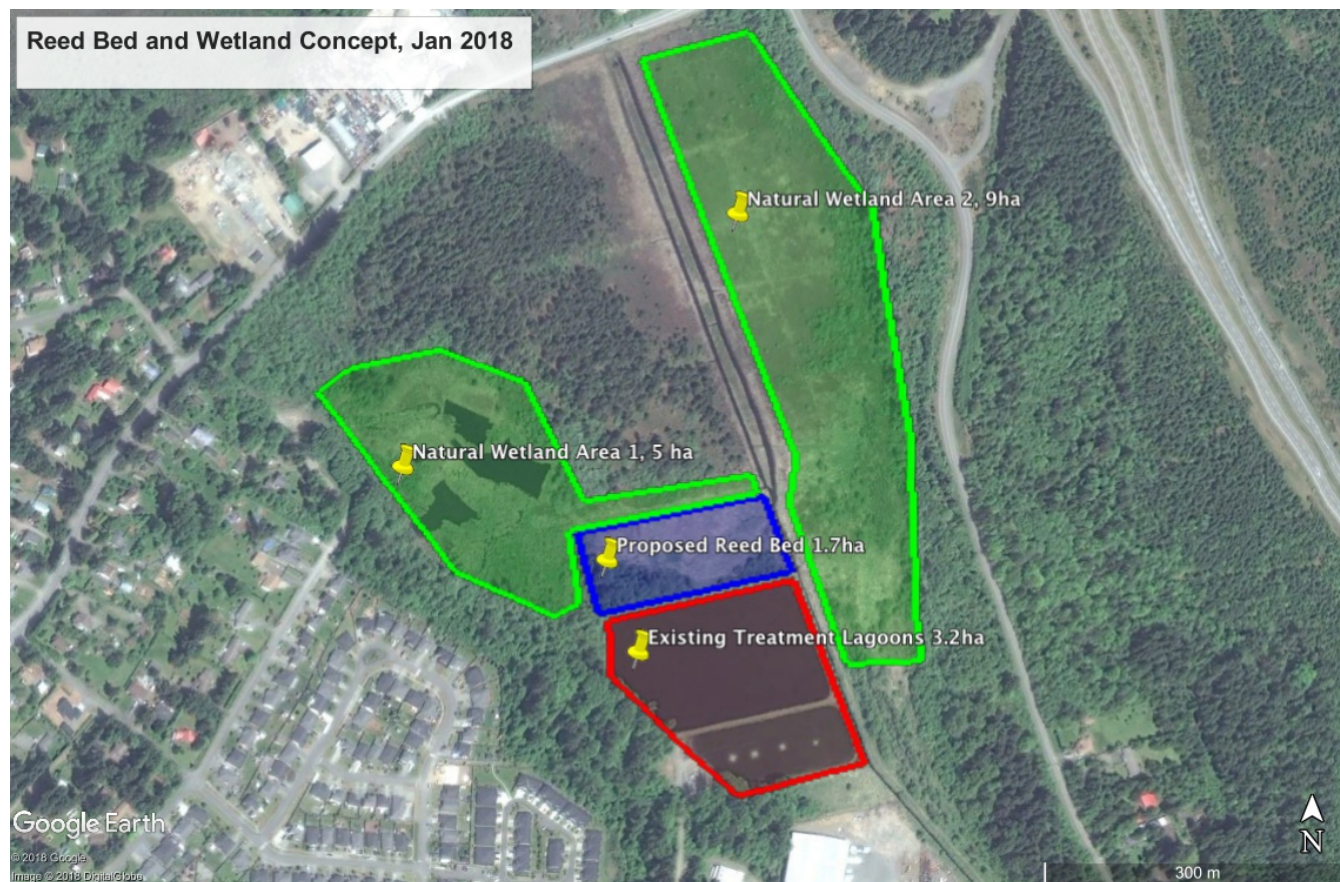 Reed Bed and Wetland Concept, Jan 2018
Natural Wetland Area 2, 9ha
Natural Wetland Area 1, 5 ha
Proposed Reed Bed 1.7ha
Existing Treatment Lagoons 3.2ha
Google Earth
© 2018 Google
Image © 2018 DigitalGlobe
N
300 m